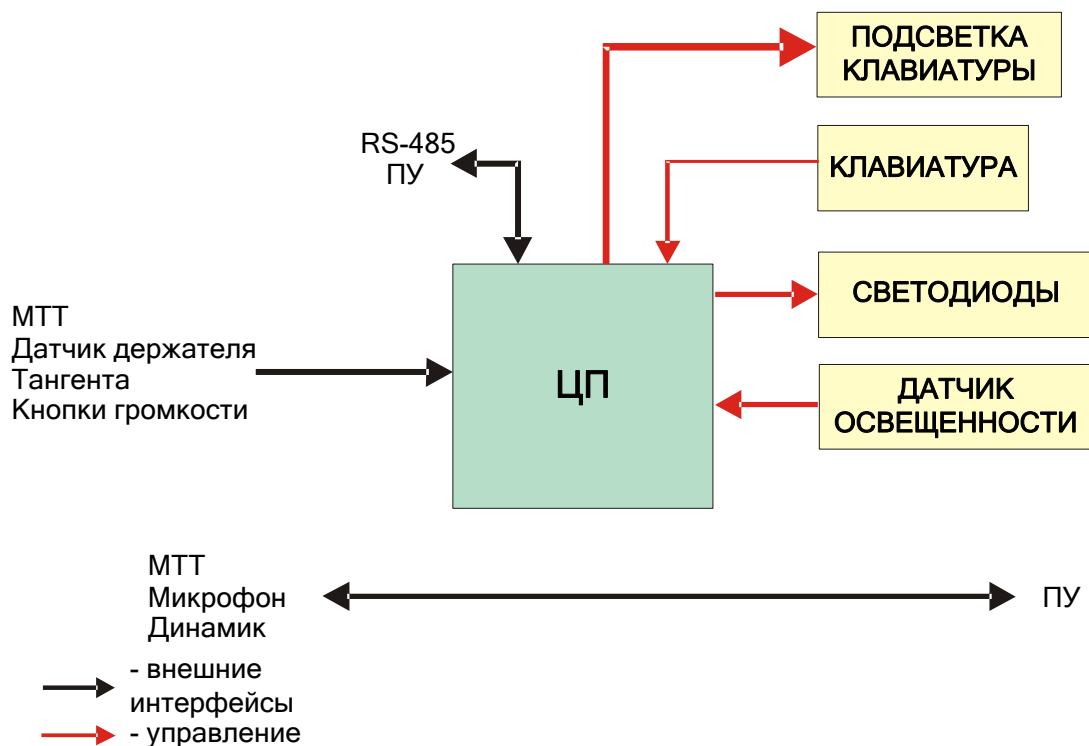 ПОДСВЕТКА
КЛАВИАТУРЫ
RS-485
ПУ
КЛАВИАТУРА
СВЕТОДИОДЫ
МТТ
Датчик держателя
Тангента
Кнопки громкости
ЦП
ДАТЧИК
ОСВЕЩЕННОСТИ
МТТ
Микрофон
Динамик
ПУ
- внешние
интерфейсы
- управление